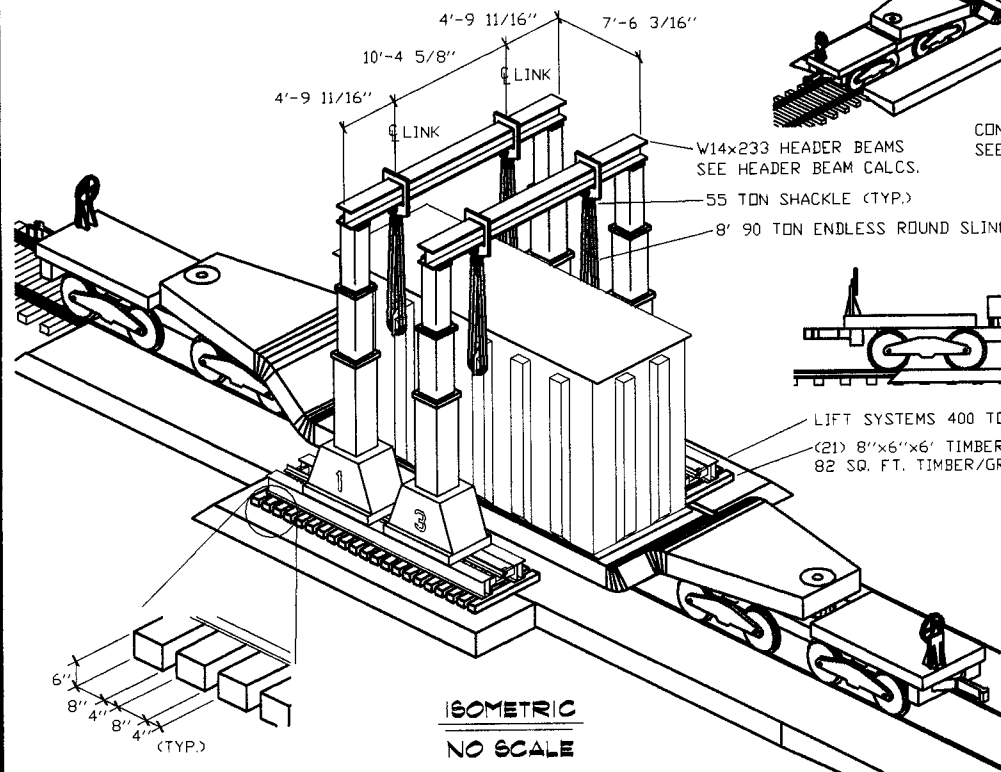 4'-9 11/16"
7'-6 3/16"
10'-4 5/8"
℄ LINK
4'-9 11/16"
℄ LINK
W14x233 HEADER BEAMS
SEE HEADER BEAM CALCS.
55 TON SHACKLE (TYP.)
8' 90 TON ENDLESS ROUND
LIFT SYSTEMS 400
(21) 8"x6"x6' TIMBER
82 SQ. FT.
SEE
1
3
6"
8"
4"
8"
4"
(TYP.)
ISOMETRIC
NO SCALE